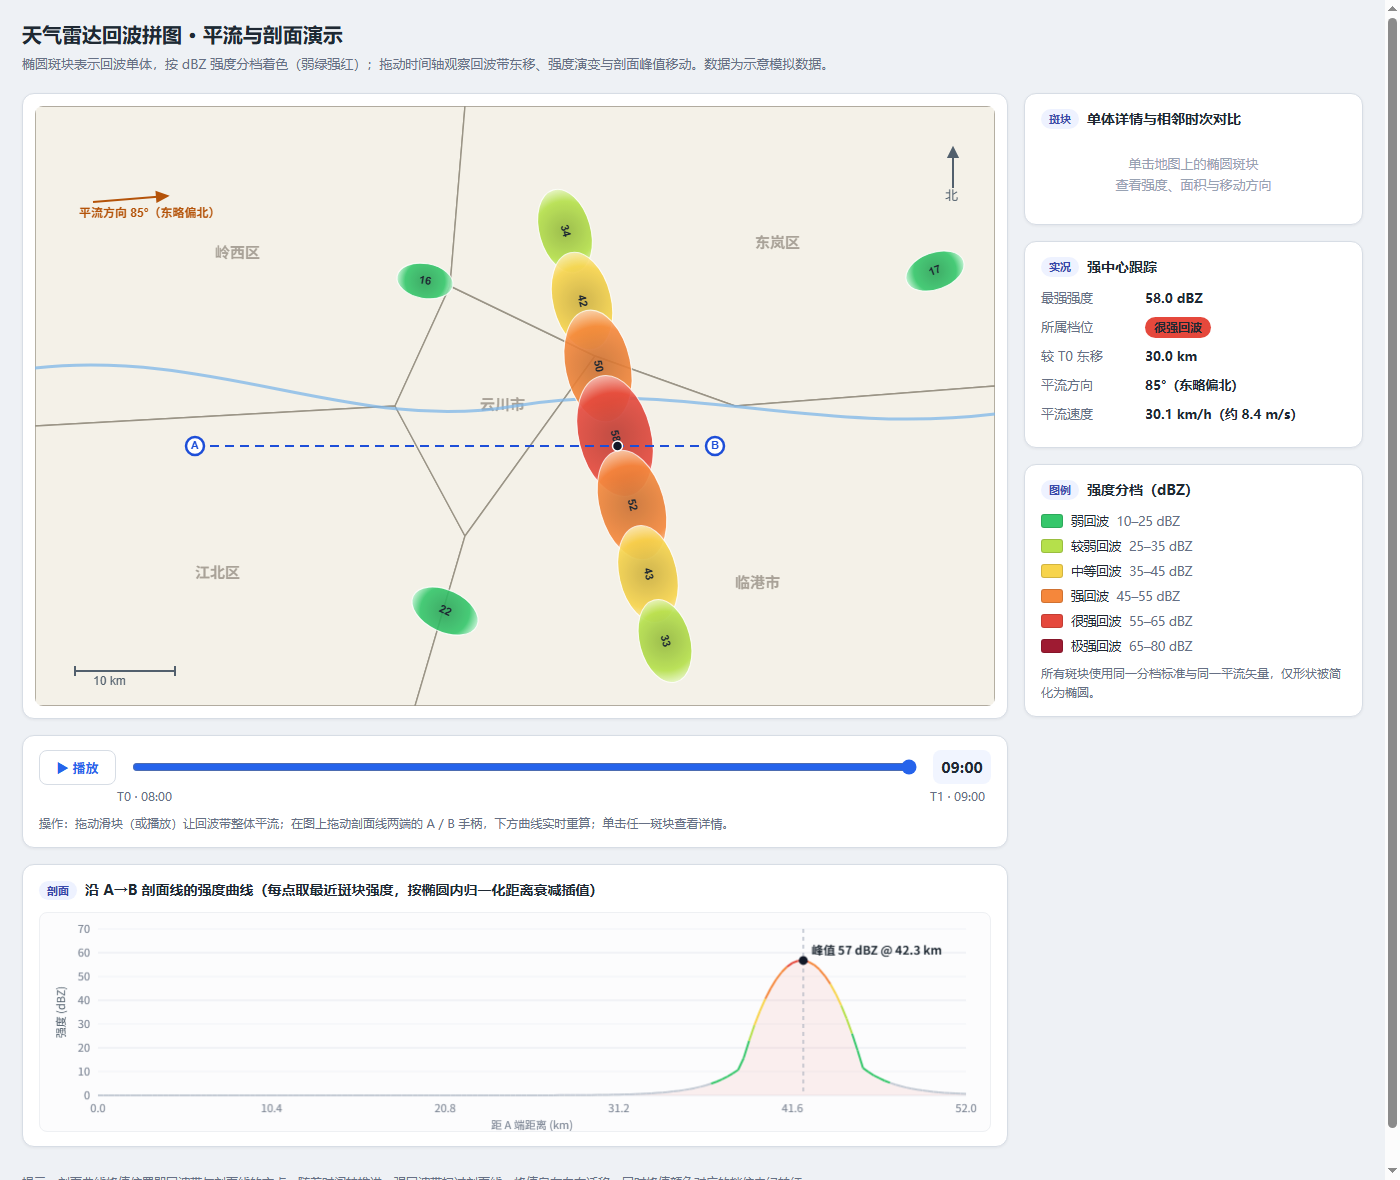 天气雷达回波拼图 · 平流与剖面演示
椭圆斑块表示回波单体，按 dBZ 强度分档着色（弱绿强红）；拖动时间轴观察回波带东移、强度演变与剖面峰值移动。数据为示意模拟数据。
北
平流方向 85°（东略偏北）
岭西区
东岚区
34
16
17
42
50
云川市
A
B
52
江北区
43
临港市
22
33
10 km
斑块 单体详情与相邻时次对比
单击地图上的椭圆斑块
查看强度、面积与移动方向
实况 强中心跟踪
最强强度 58.0 dBZ
所属档位 很强回波
较 T0 东移 30.0 km
平流方向 85°（东略偏北）
平流速度 30.1 km/h（约 8.4 m/s）
图例 强度分档（dBZ）
弱回波 10–25 dBZ
较弱回波 25–35 dBZ
中等回波 35–45 dBZ
强回波 45–55 dBZ
很强回波 55–65 dBZ
极强回波 65–80 dBZ
所有斑块使用同一分档标准与同一平流矢量，仅形状被简
化为椭圆。
▶ 播放
09:00
T0 · 08:00
T1 · 09:00
操作：拖动滑块（或播放）让回波带整体平流；在图上拖动剖面线两端的 A / B 手柄，下方曲线实时重算；单击任一斑块查看详情。
剖面 沿 A→B 剖面线的强度曲线（每点取最近斑块强度，按椭圆内归一化距离衰减插值）
70
60
50
40
30
20
10
0
强度 (dBZ)
峰值 57 dBZ @ 42.3 km
0.0
10.4
20.8
31.2
41.6
52.0
距 A 端距离 (km)